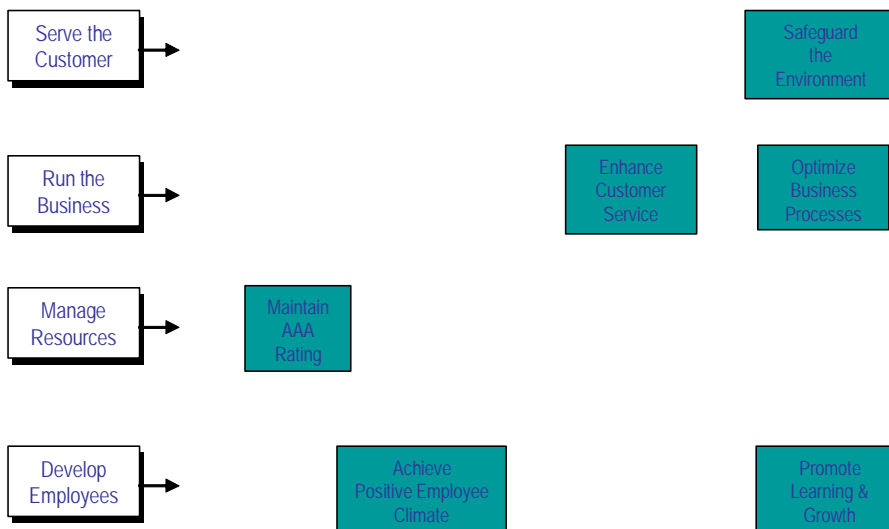 Serve the
Customer
Safeguard
the
Environment
Run the
Business
Enhance
Customer
Service
Optimize
Business
Processes
Manage
Resources
Maintain
AAA
Rating
Develop
Employees
Achieve
Positive Employee
Climate
Promote
Learning &
Growth